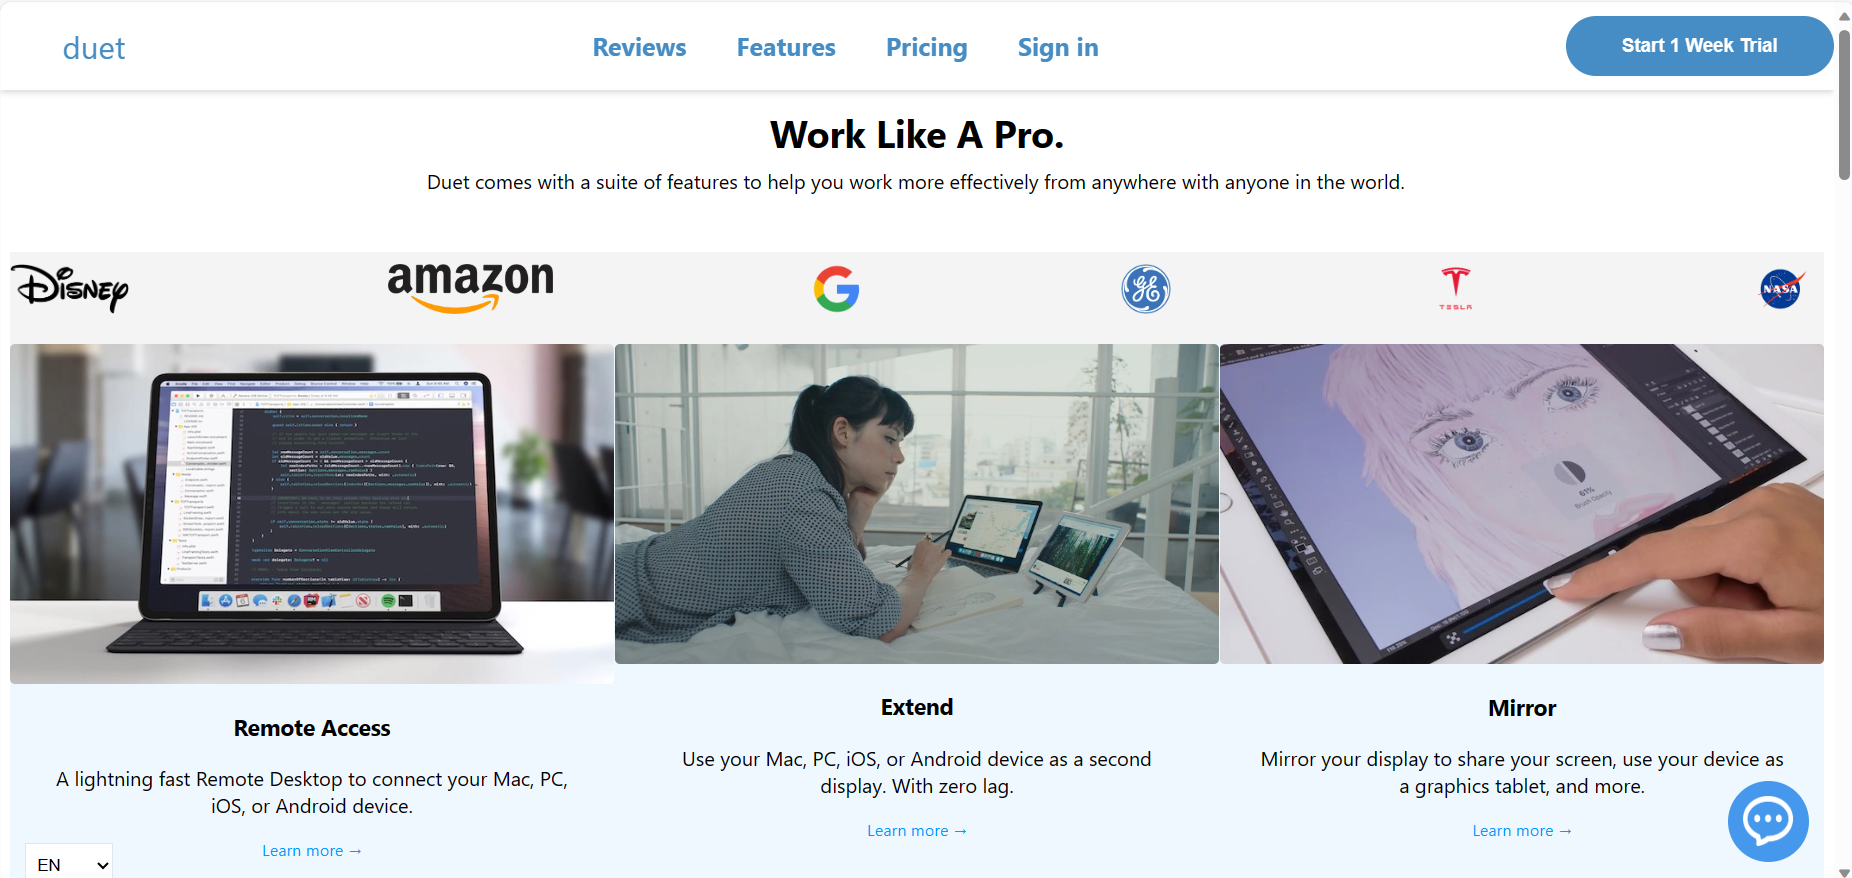 duet
Reviews
Features
Pricing
Sign in
Start 1 Week Trial
Work Like A Pro.
Duet comes with a suite of features to help you work more effectively from anywhere with anyone in the world.
Disney
amazon
G
GE
TESLA
NASA
61%
Brush Opacity
Remote Access
A lightning fast Remote Desktop to connect your Mac, PC,
iOS, or Android device.
Learn more →
Extend
Use your Mac, PC, iOS, or Android device as a second
display. With zero lag.
Learn more →
Mirror
Mirror your display to share your screen, use your device as
a graphics tablet, and more.
Learn more →
EN